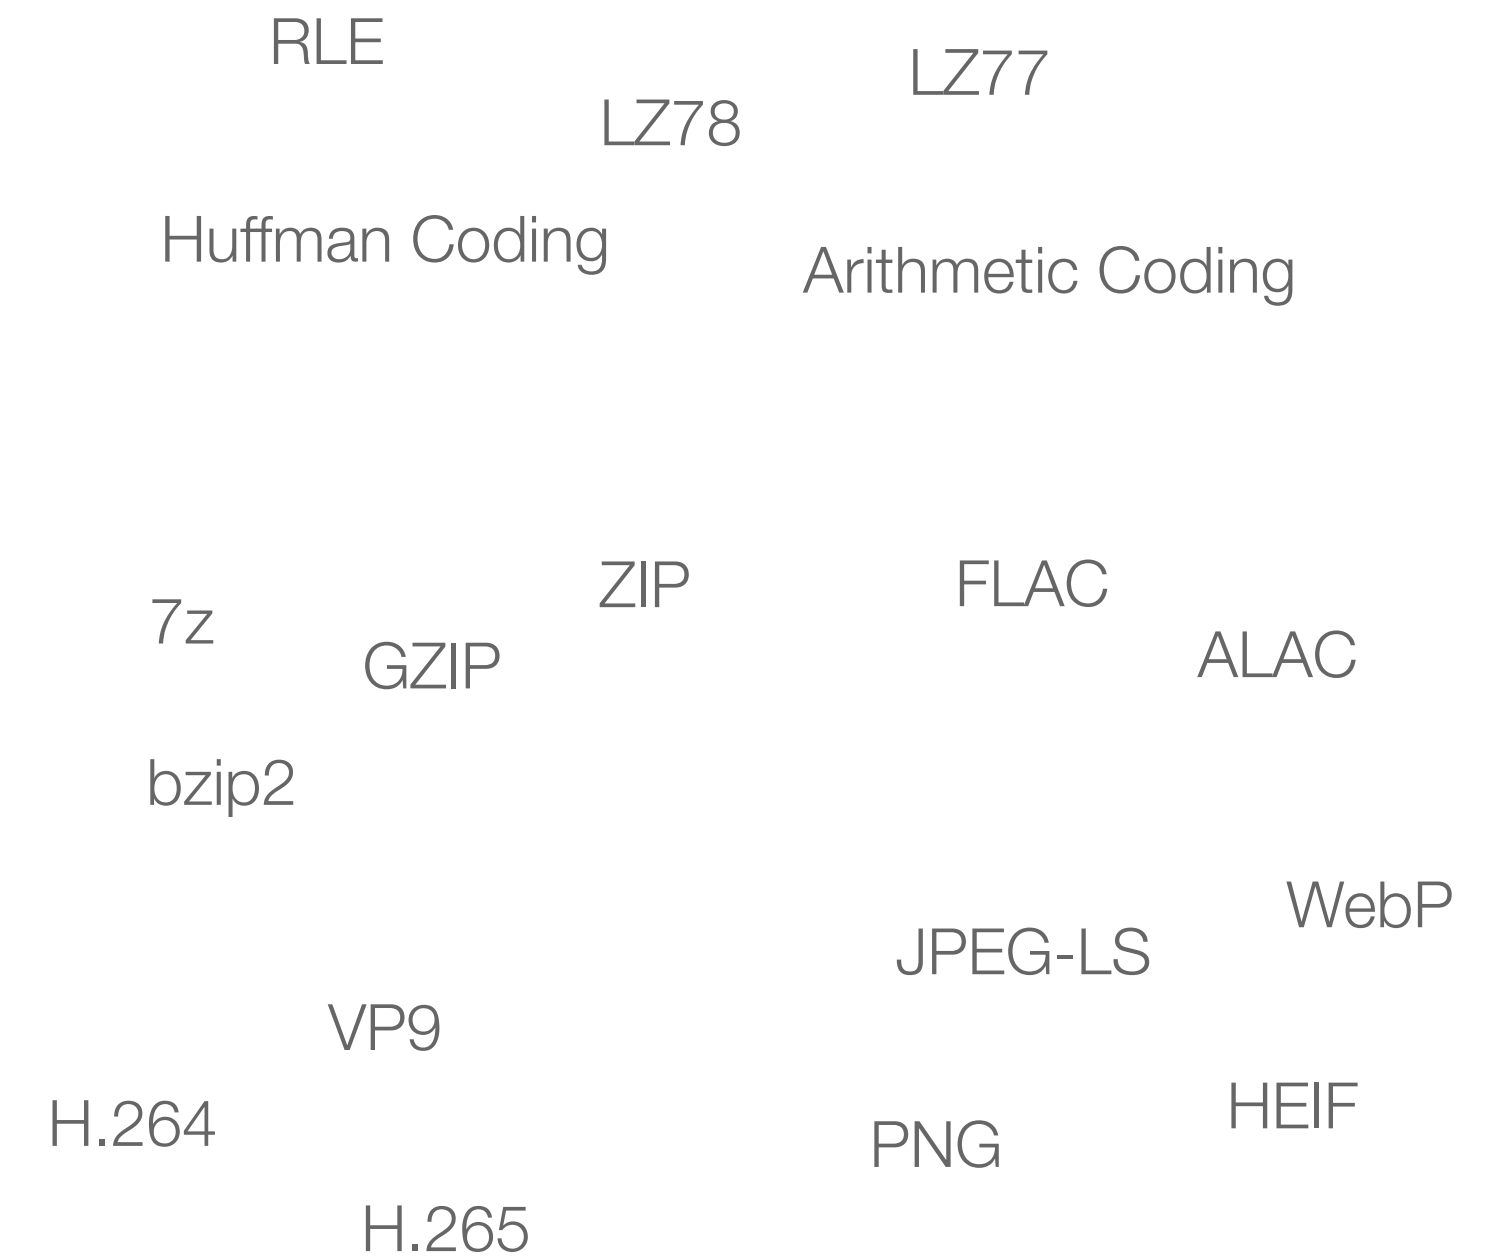 RLE
LZ77
LZ78
Huffman Coding
Arithmetic Coding
ZIP
FLAC
7z
GZIP
ALAC
bzip2
WebP
JPEG-LS
VP9
HEIF
H.264
PNG
H.265